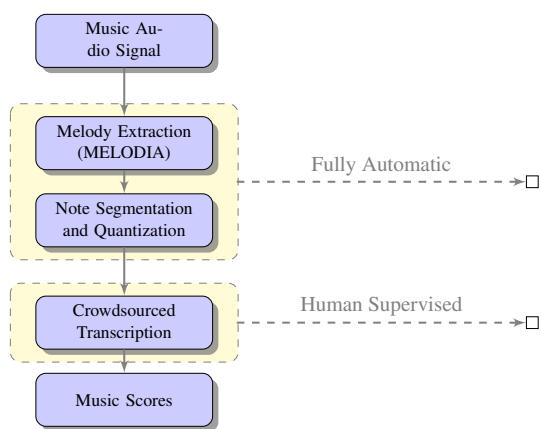 Music Au-
dio Signal
Melody Extraction
(MELODIA)
Fully Automatic
Note Segmentation
and Quantization
Crowdsourced
Transcription
Human Supervised
Music Scores